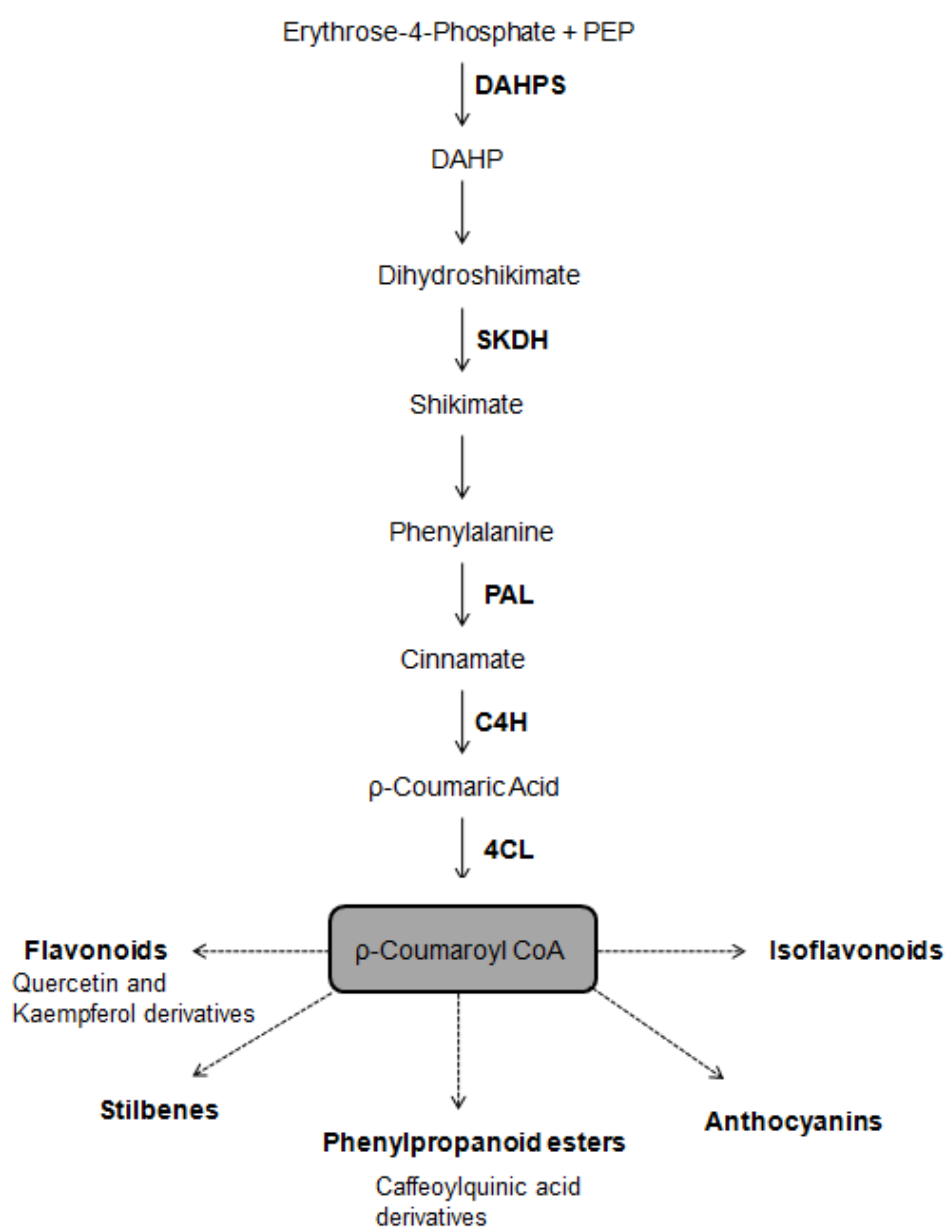 Erythrose-4-Phosphate + PEP
DAHPS
DAHP
Dihydroshikimate
SKDH
Shikimate
Phenylalanine
PAL
Cinnamate
C4H
ρ-Coumaric Acid
4CL
Flavonoids
ρ-Coumaroyl CoA
Isoflavonoids
Quercetin and
Kaempferol derivatives
Stilbenes
Anthocyanins
Phenylpropanoid esters
Caffeoylquinic acid
derivatives